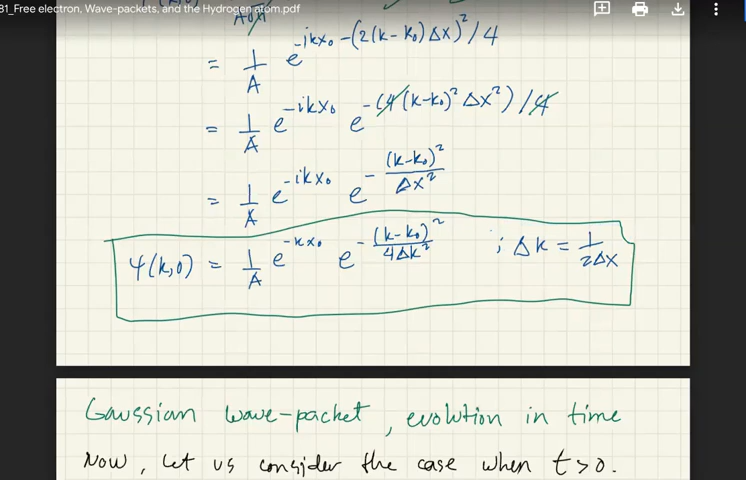 81_Free electron, Wave-packets, and the Hydrogen atom.pdf
= 1/A e^{-ikx₀ -(2(k-k₀)Δx)²/4}
= 1/A e^{-ikx₀} e^{-(4(k-k₀)²Δx²)/4}
= 1/A e^{-ikx₀} e^{-(k-k₀)²/Δx²}
Ψ(k,0) = 1/A e^{-kx₀} e^{-(k-k₀)²/4Δk²} ; Δk = 1/2Δx
Gaussian wave-packet, evolution in time
Now, let us consider the case when t>0.